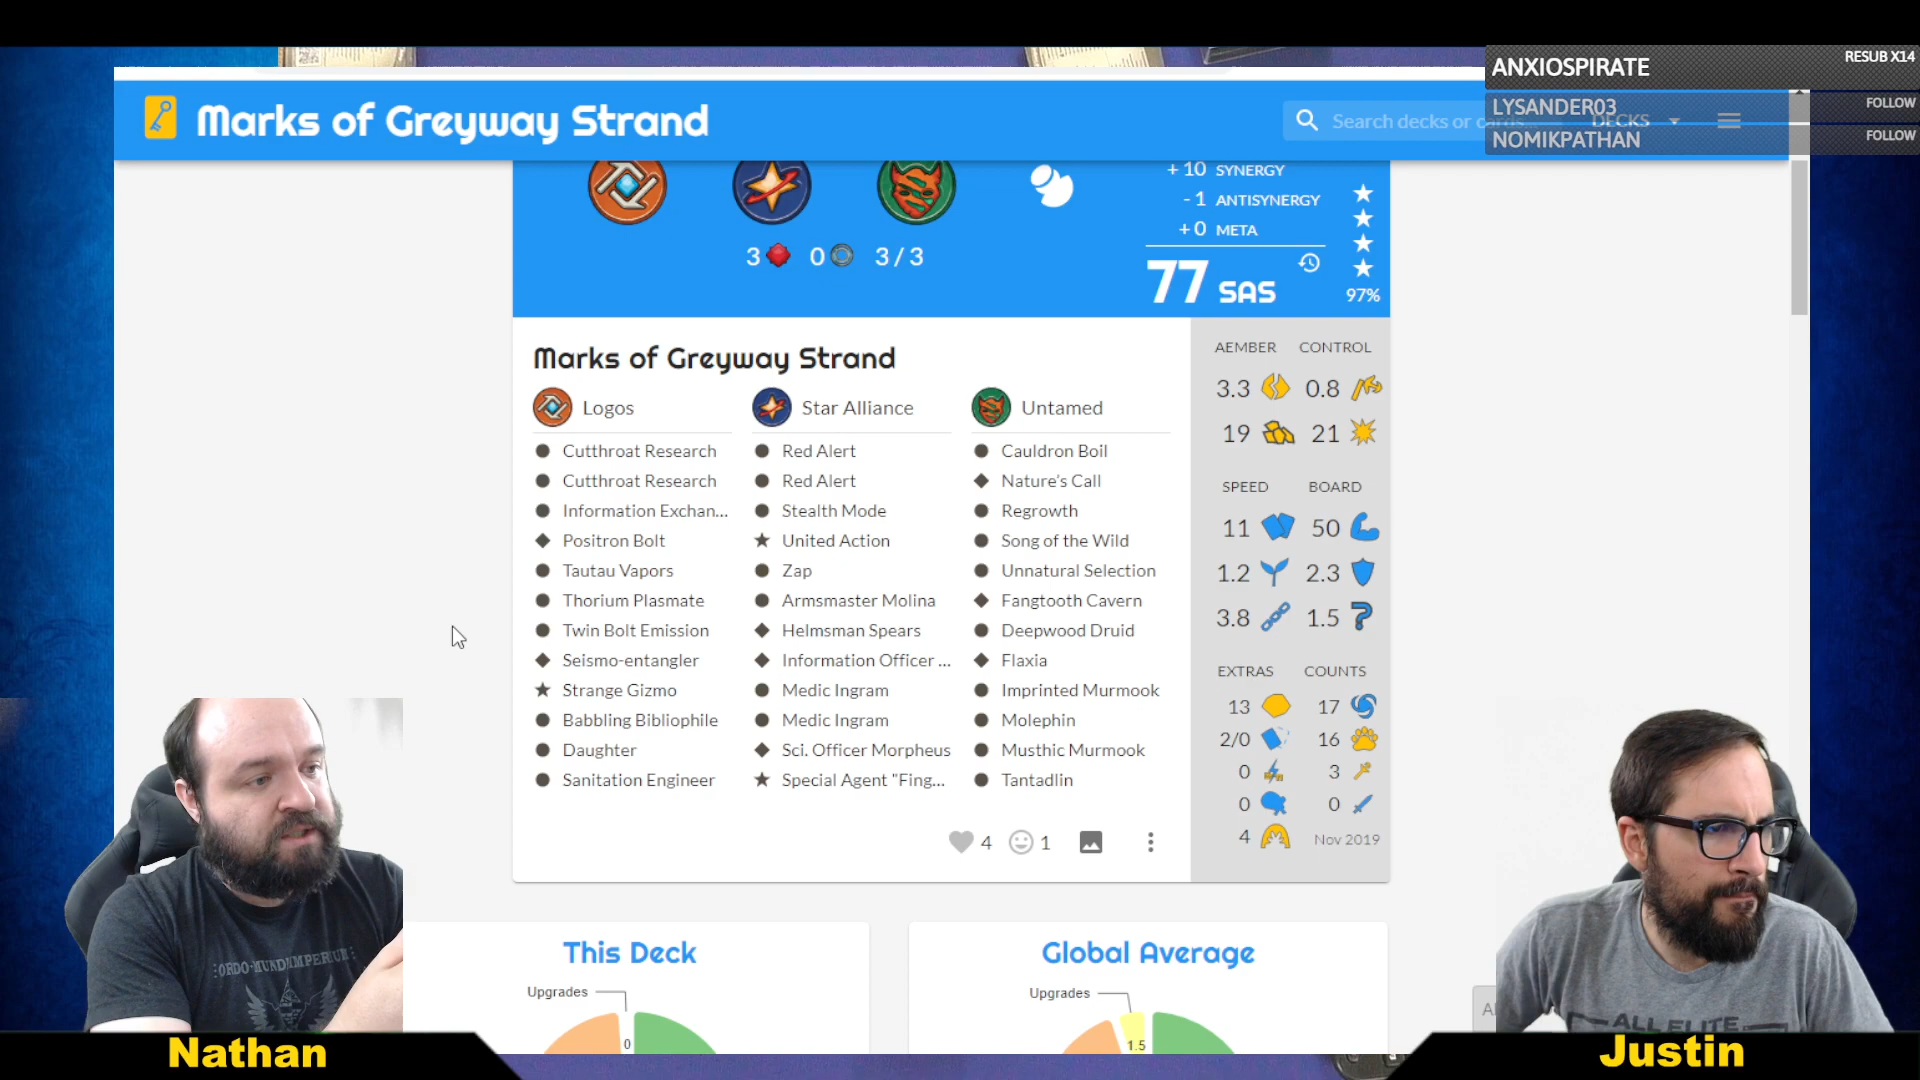 ANXIOSPIRATE
RESUB X14
Marks of Greyway Strand
Search decks or cards...
DECKS
LYSANDER03
FOLLOW
NOMIKPATHAN
FOLLOW
+ 10 SYNERGY
- 1 ANTISYNERGY
+ 0 META
3 0 3 / 3
77 SAS
97%
Marks of Greyway Strand
Logos
Cutthroat Research
Cutthroat Research
Information Exchan...
Positron Bolt
Tautau Vapors
Thorium Plasmate
Twin Bolt Emission
Seismo-entangler
Strange Gizmo
Babbling Bibliophile
Daughter
Sanitation Engineer
Star Alliance
Red Alert
Red Alert
Stealth Mode
United Action
Zap
Armsmaster Molina
Helmsman Spears
Information Officer ...
Medic Ingram
Medic Ingram
Sci. Officer Morpheus
Special Agent "Fing...
Untamed
Cauldron Boil
Nature's Call
Regrowth
Song of the Wild
Unnatural Selection
Fangtooth Cavern
Deepwood Druid
Flaxia
Imprinted Murmook
Molephin
Musthic Murmook
Tantadlin
4 1
AEMBER CONTROL
3.3 0.8
19 21
SPEED BOARD
11 50
1.2 2.3
3.8 1.5
EXTRAS COUNTS
13 17
2/0 16
0 3
0 0
4 Nov 2019
This Deck
Upgrades
0
Global Average
Upgrades
1.5
:ORDO-MUNDI IMPERIUM:
ALL ELITE
Nathan
Justin